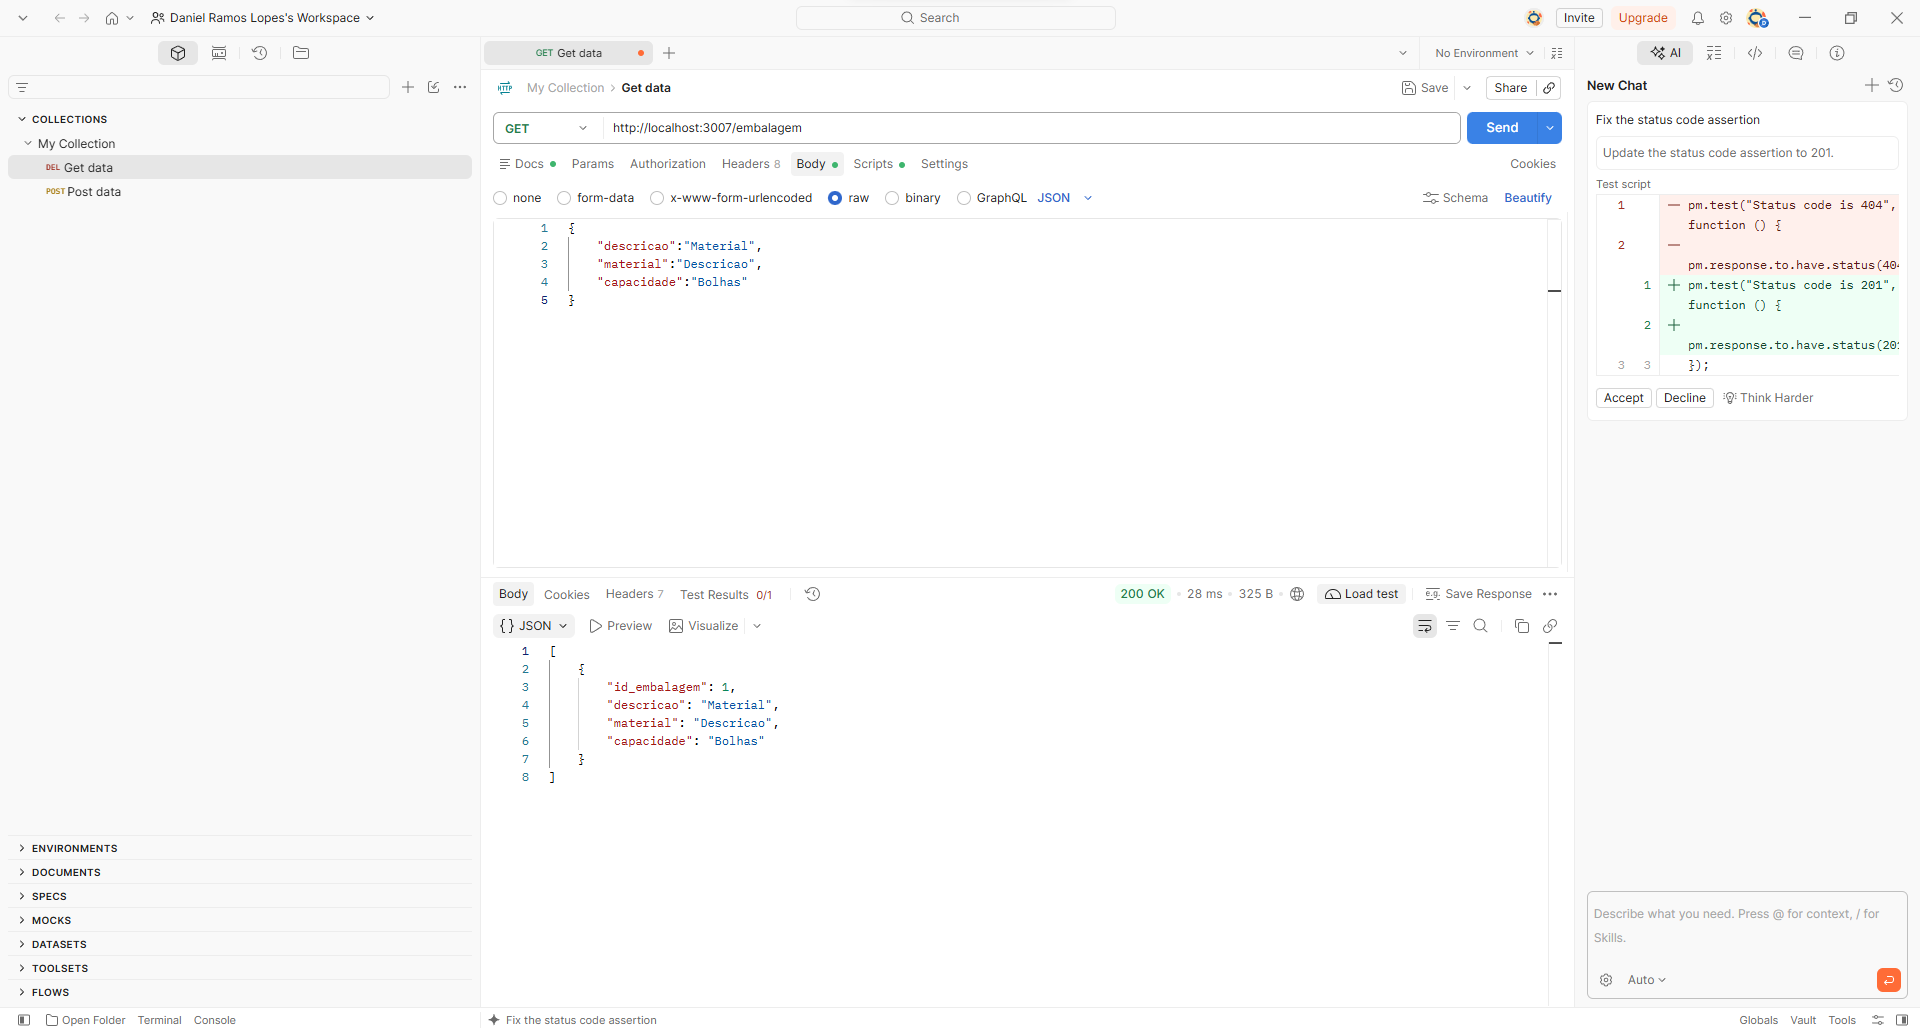 Daniel Ramos Lopes's Workspace
Search
Invite
Upgrade
GET Get data
No Environment
AI
COLLECTIONS
My Collection
DEL Get data
POST Post data
ENVIRONMENTS
DOCUMENTS
SPECS
MOCKS
DATASETS
TOOLSETS
FLOWS
HTTP
My Collection > Get data
Save
Share
GET
http://localhost:3007/embalagem
Send
Docs
Params
Authorization
Headers 8
Body
Scripts
Settings
Cookies
none
form-data
x-www-form-urlencoded
raw
binary
GraphQL
JSON
Schema
Beautify
1 {
2 "descricao":"Material",
3 "material":"Descricao",
4 "capacidade":"Bolhas"
5 }
Body
Cookies
Headers 7
Test Results 0/1
200 OK
28 ms
325 B
Load test
e.g. Save Response
{} JSON
Preview
Visualize
1 [
2 {
3 "id_embalagem": 1,
4 "descricao": "Material",
5 "material": "Descricao",
6 "capacidade": "Bolhas"
7 }
8 ]
New Chat
Fix the status code assertion
Update the status code assertion to 201.
Test script
1 — pm.test("Status code is 404",
function () {
2 —
pm.response.to.have.status(404
1 + pm.test("Status code is 201",
function () {
2 +
pm.response.to.have.status(201
3 3 });
Accept
Decline
Think Harder
Describe what you need. Press @ for context, / for
Skills.
Auto
Open Folder
Terminal
Console
Fix the status code assertion
Globals
Vault
Tools